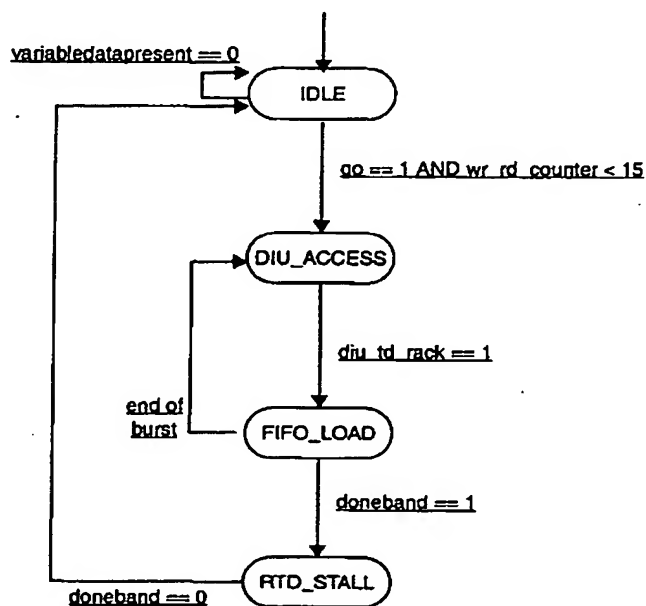 variabledatapresent == 0
IDLE
go == 1 AND wr_rd_counter < 15
DIU_ACCESS
diu_td_rack == 1
end of
burst
FIFO_LOAD
doneband == 1
RTD_STALL
doneband == 0